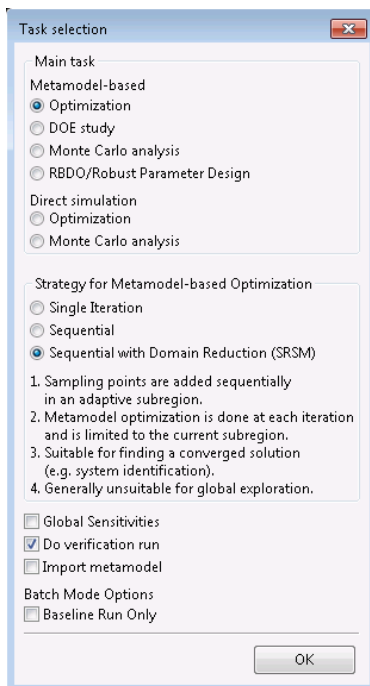 Task selection
Main task
Metamodel-based
Optimization
DOE study
Monte Carlo analysis
RBDO/Robust Parameter Design
Direct simulation
Optimization
Monte Carlo analysis
Strategy for Metamodel-based Optimization
Single Iteration
Sequential
Sequential with Domain Reduction (SRSM)
1. Sampling points are added sequentially
in an adaptive subregion.
2. Metamodel optimization is done at each iteration
and is limited to the current subregion.
3. Suitable for finding a converged solution
(e.g. system identification).
4. Generally unsuitable for global exploration.
Global Sensitivities
Do verification run
Import metamodel
Batch Mode Options
Baseline Run Only
OK